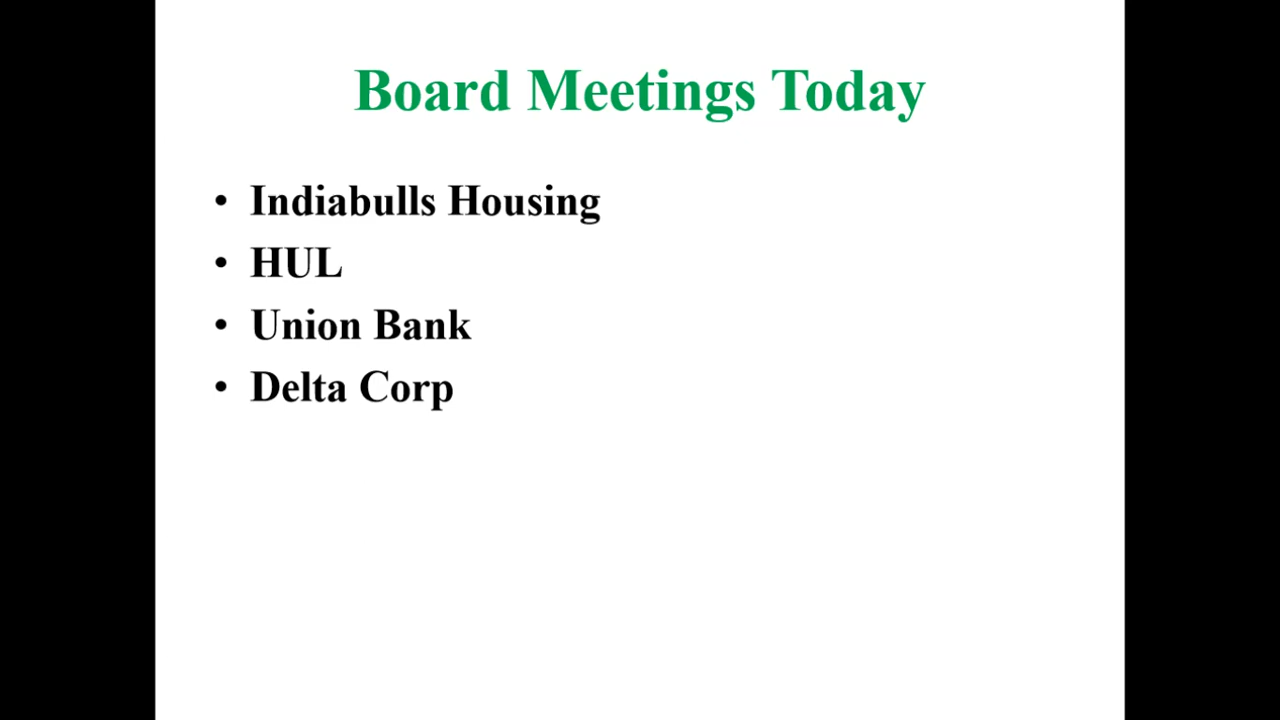 Board Meetings Today
• Indiabulls Housing
• HUL
• Union Bank
• Delta Corp